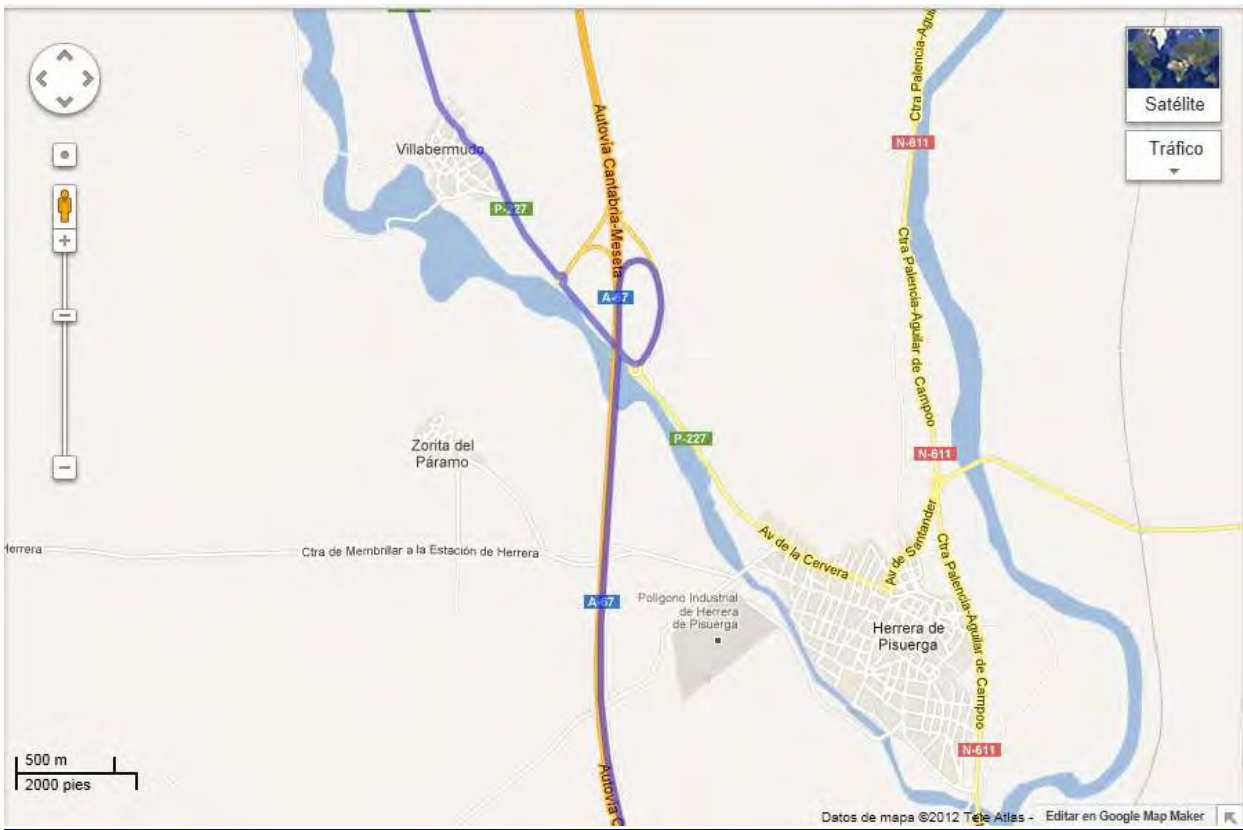 Ctra Palencia-Agui
Autovía Cantabria-Meseta
Satélite
Villabermudo
N-611
Tráfico
P-227
Ctra Palencia-Aguilar de Campoo
A-67
P-227
Zorita del
Páramo
N-611
Av de Santander
Herrera
Ctra de Membrillar a la Estación de Herrera
Av de la Cervera
Ctra Palencia-Aguilar de Campoo
A-67
Poligono Industrial
de Herrera
de Pisuerga
Herrera de
Pisuerga
N-611
500 m
2000 pies
Autovía C
Datos de mapa ©2012 Tele Atlas -
Editar en Google Map Maker